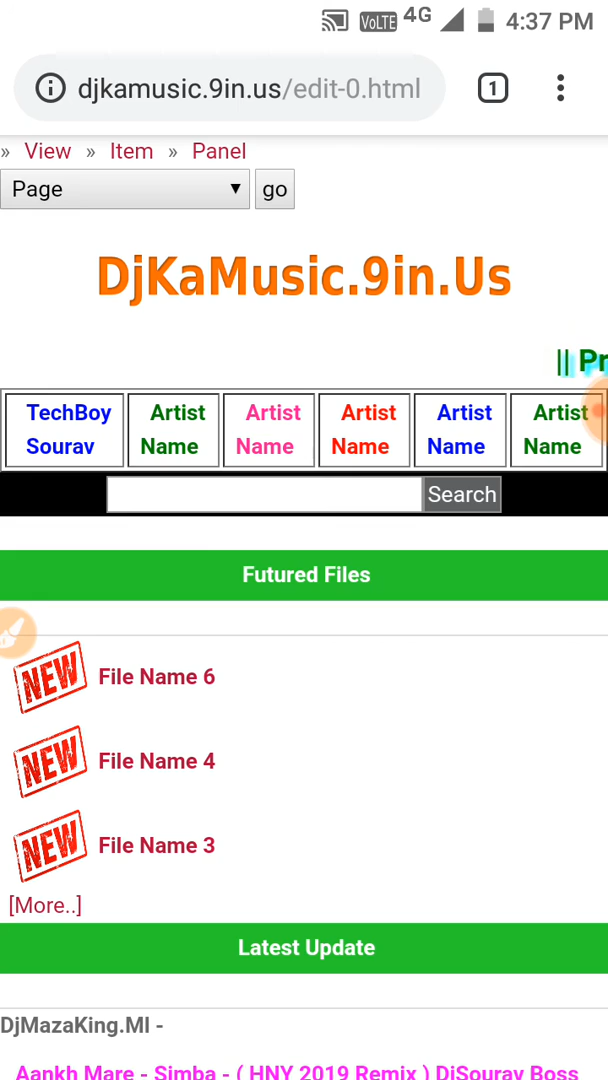 VoLTE 4G 4:37 PM
djkamusic.9in.us/edit-0.html 1
» View » Item » Panel
Page ▼ go
DjKaMusic.9in.Us
|| Pr
TechBoy Artist Artist Artist Artist Artist
Sourav Name Name Name Name Name
Search
Futured Files
NEW File Name 6
NEW File Name 4
NEW File Name 3
[More..]
Latest Update
DjMazaKing.Ml -
Aankh Mare - Simba - ( HNY 2019 Remix ) DjSourav Boss